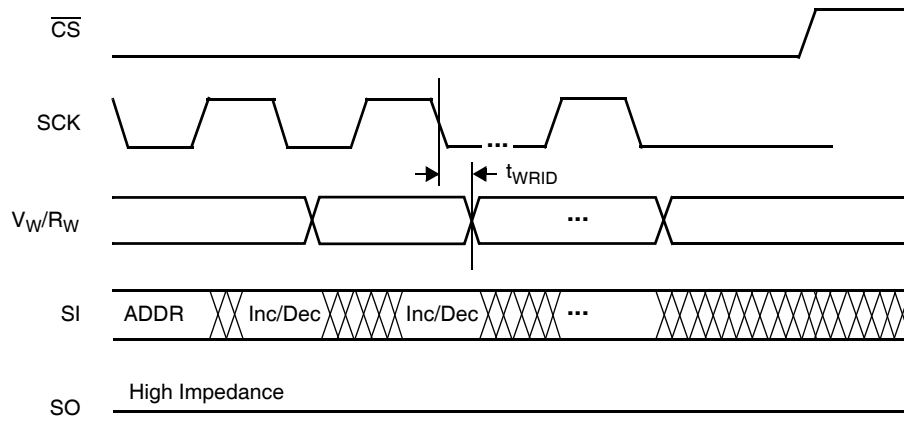 CS
SCK
...
tWRID
VW/RW
...
SI
ADDR
Inc/Dec
Inc/Dec
...
High Impedance
SO